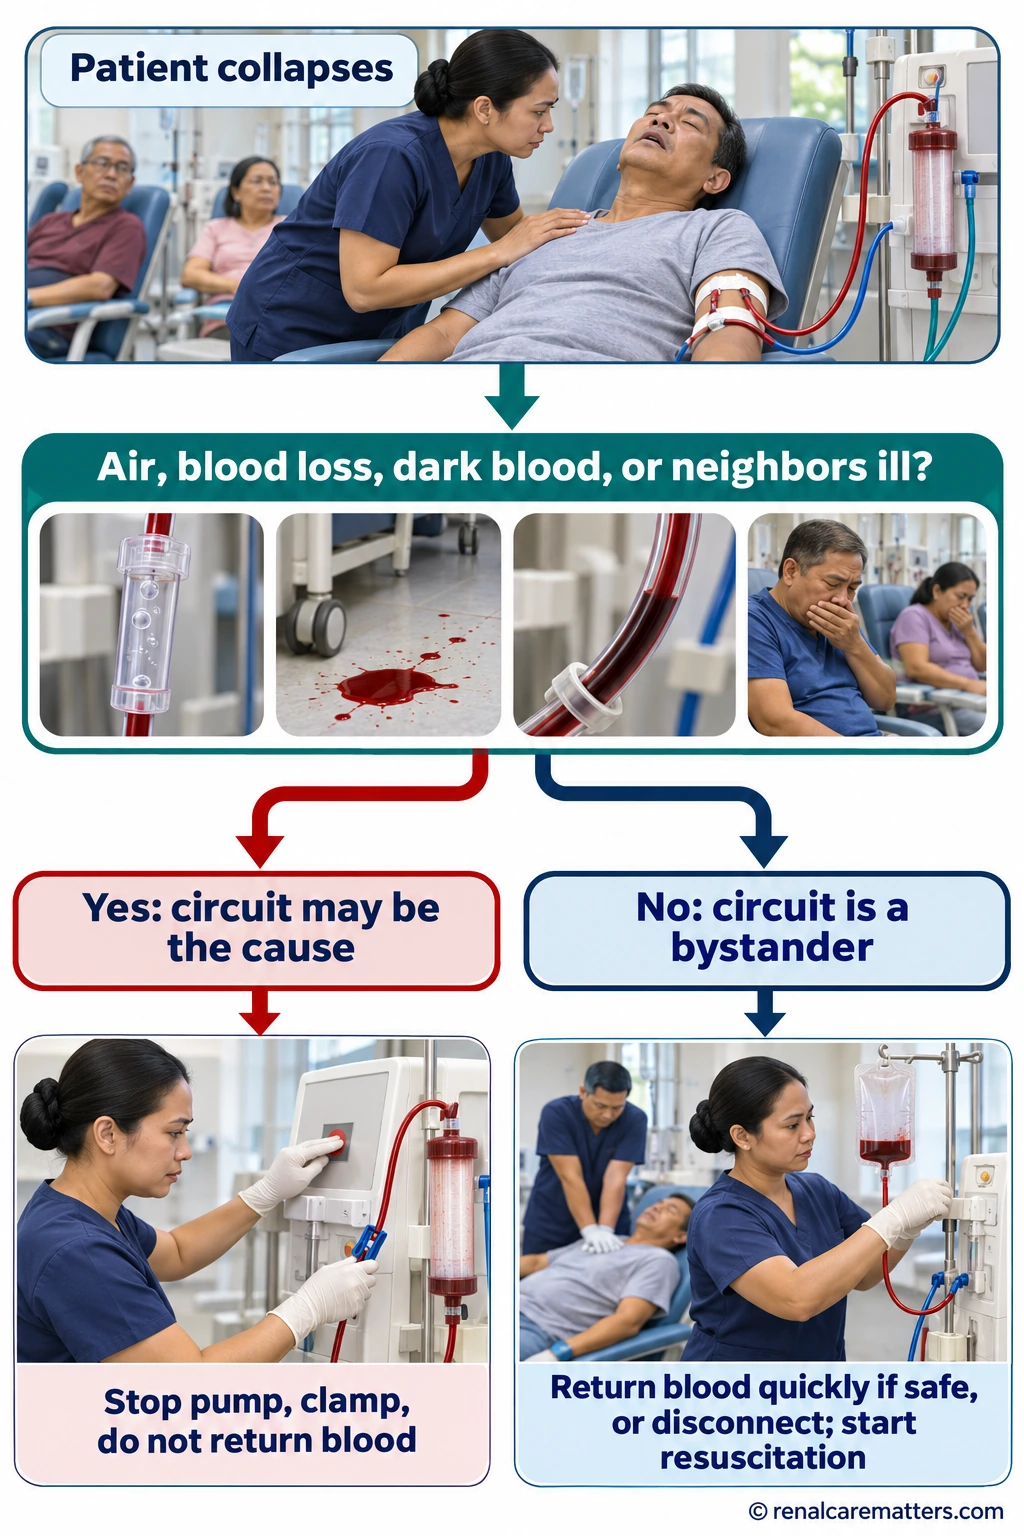 Patient collapses
Air, blood loss, dark blood, or neighbors ill?
Yes: circuit may be
the cause
No: circuit is a
bystander
Stop pump, clamp,
do not return blood
Return blood quickly if safe,
or disconnect; start
resuscitation
© renalcarematters.com